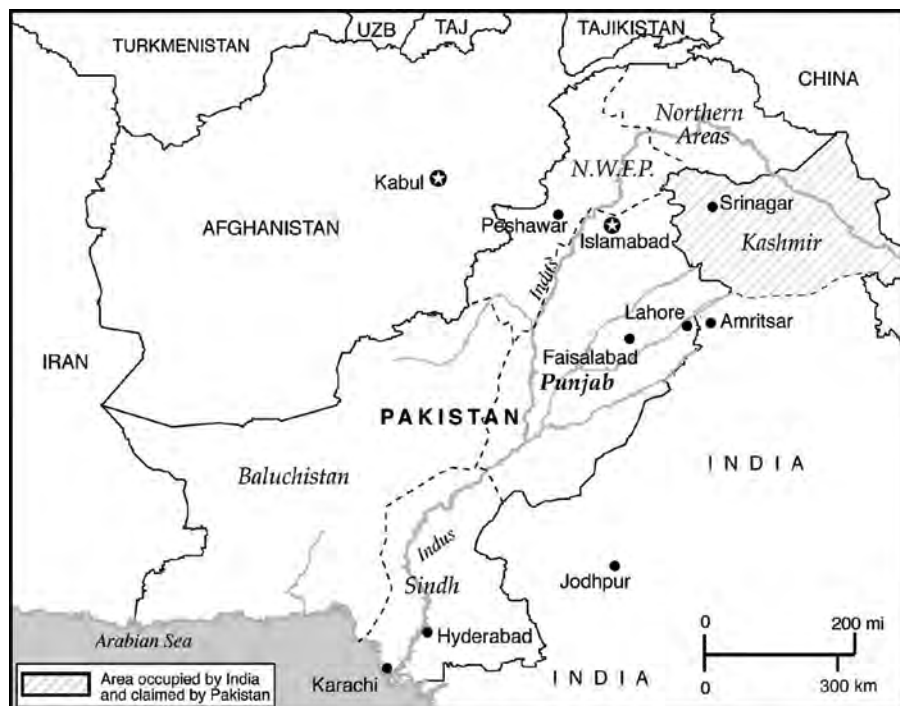 UZB
TAJ
TAJIKISTAN
TURKMENISTAN
CHINA
Northern
Areas
Kabul
N.W.F.P.
Srinagar
Peshawar
AFGHANISTAN
Islamabad
Kashmir
Indus
Lahore
Amritsar
IRAN
Faisalabad
Punjab
PAKISTAN
INDIA
Baluchistan
Indus
Jodhpur
Sindh
0
200 mi
Arabian Sea
Hyderabad
Area occupied by India
and claimed by Pakistan
Karachi
INDIA
0
300 km